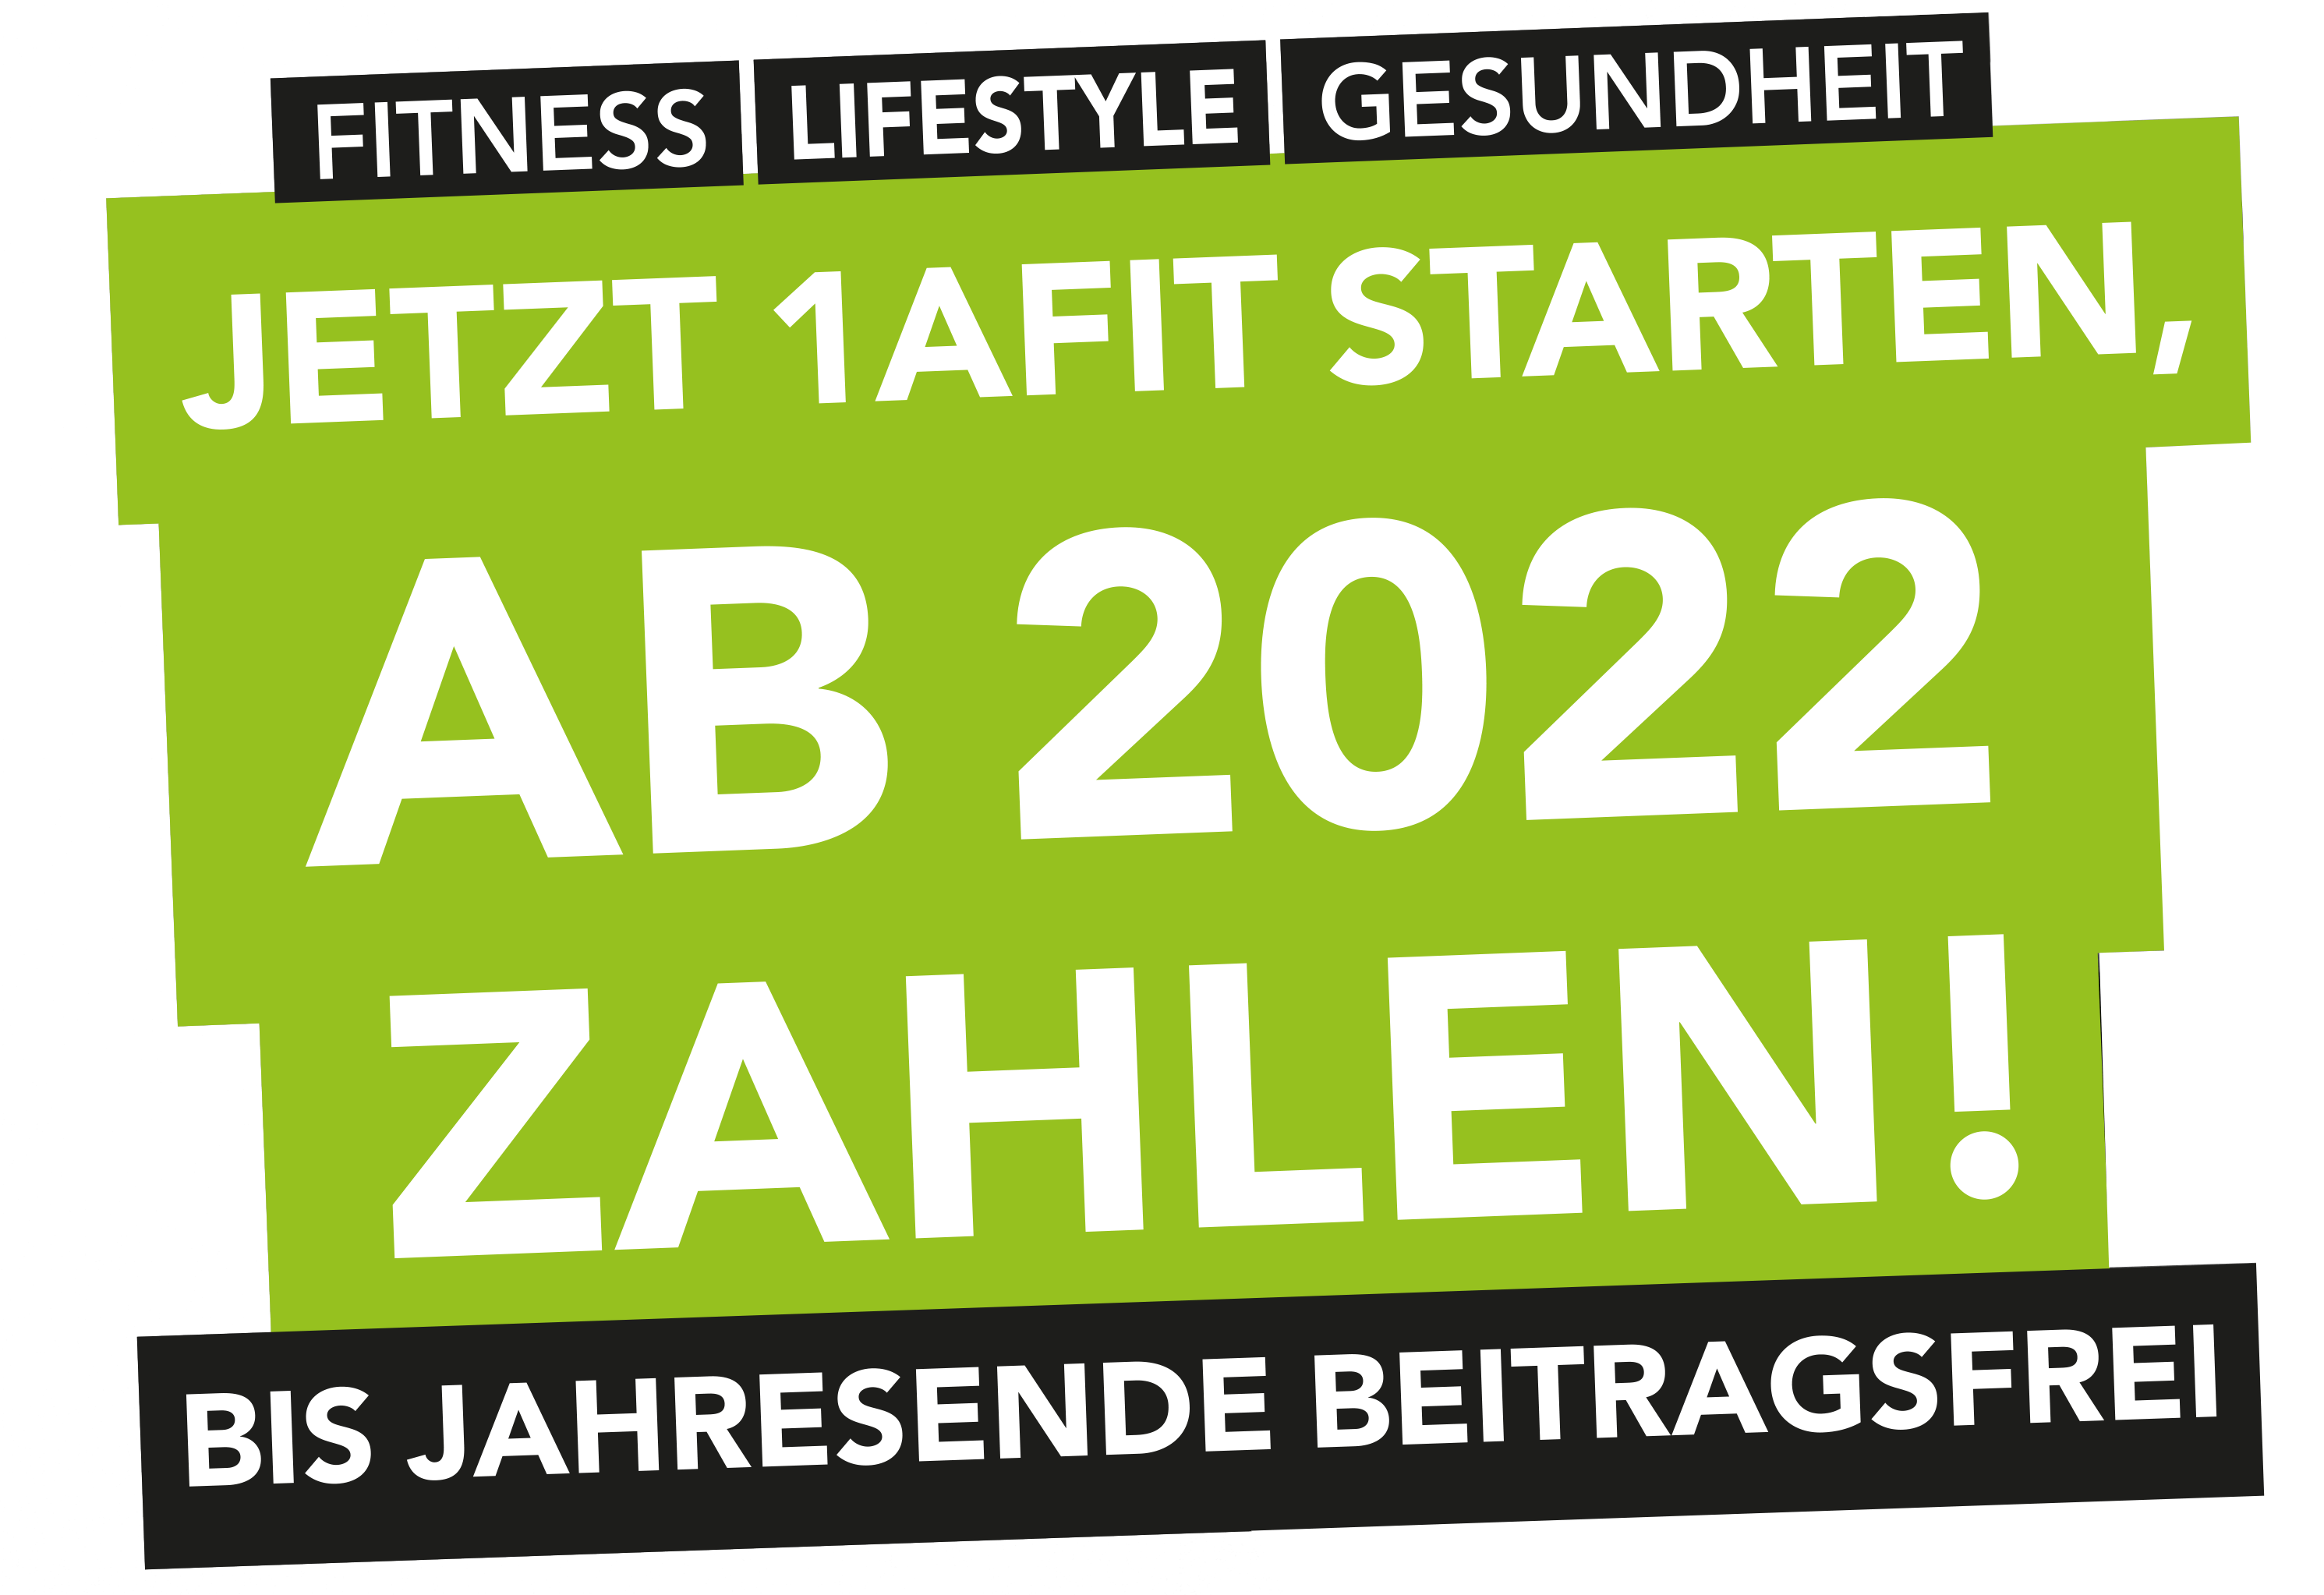 FITNESS LIFESTYLE GESUNDHEIT
JETZT 1AFIT STARTEN,
AB 2022
ZAHLEN!
BIS JAHRESENDE BEITRAGSFREI